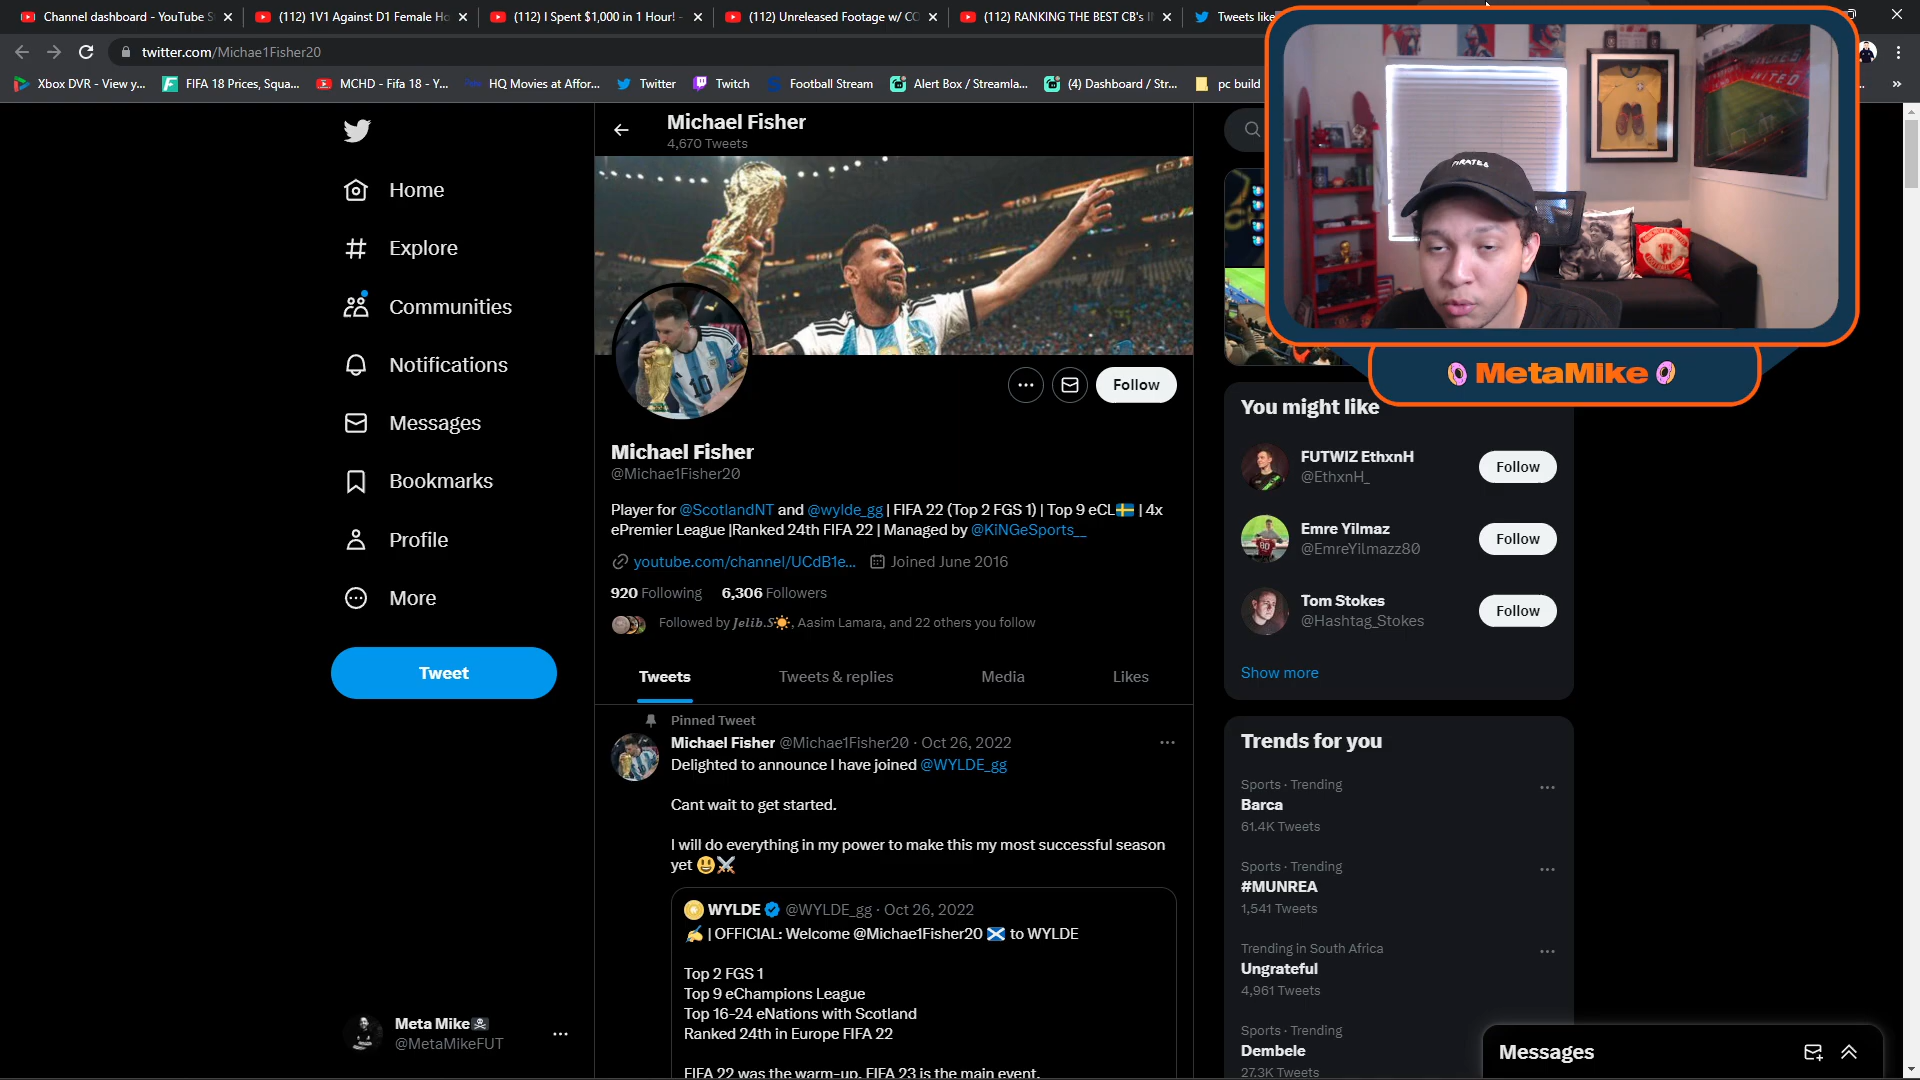 Channel dashboard - YouTube S
(112) 1V1 Against D1 Female Ho
(112) I Spent $1,000 in 1 Hour! -
(112) Unreleased Footage w/ CO
(112) RANKING THE BEST CB's I
Tweets like
twitter.com/Michae1Fisher20
Xbox DVR - View y...
FIFA 18 Prices, Squa...
MCHD - Fifa 18 - Y...
HQ Movies at Affor...
Twitter
Twitch
Football Stream
Alert Box / Streamla...
(4) Dashboard / Str...
pc build
Michael Fisher
4,670 Tweets
Home
Explore
Communities
Notifications
Messages
Bookmarks
Profile
More
Tweet
Meta Mike
@MetaMikeFUT
Follow
Michael Fisher
@Michae1Fisher20
Player for @ScotlandNT and @wylde_gg | FIFA 22 (Top 2 FGS 1) | Top 9 eCL🇸🇪 | 4x
ePremier League |Ranked 24th FIFA 22 | Managed by @KiNGeSports__
youtube.com/channel/UCdB1e... Joined June 2016
920 Following 6,306 Followers
Followed by Jelib.S☀️, Aasim Lamara, and 22 others you follow
Tweets
Tweets & replies
Media
Likes
Pinned Tweet
Michael Fisher @Michae1Fisher20 · Oct 26, 2022
Delighted to announce I have joined @WYLDE_gg
Cant wait to get started.
I will do everything in my power to make this my most successful season
yet 😃⚔️
WYLDE @WYLDE_gg · Oct 26, 2022
✍️ | OFFICIAL: Welcome @Michae1Fisher20 🏴󠁧󠁢󠁳󠁣󠁴󠁿 to WYLDE
Top 2 FGS 1
Top 9 eChampions League
Top 16-24 eNations with Scotland
Ranked 24th in Europe FIFA 22
FIFA 22 was the warm-up. FIFA 23 is the main event.
PIRATES
UNITED
10
🍩 MetaMike 🍩
You might like
FUTWIZ EthxnH
@EthxnH_
Follow
Emre Yilmaz
@EmreYilmazz80
Follow
Tom Stokes
@Hashtag_Stokes
Follow
Show more
Trends for you
Sports · Trending
Barca
61.4K Tweets
Sports · Trending
#MUNREA
1,541 Tweets
Trending in South Africa
Ungrateful
4,961 Tweets
Sports · Trending
Dembele
27.3K Tweets
Messages